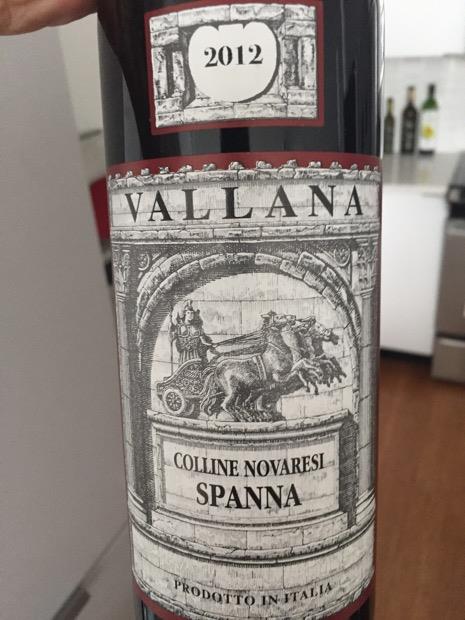 2012
VALLANA
COLLINE NOVARESI
SPANNA
PRODOTTO IN ITALIA